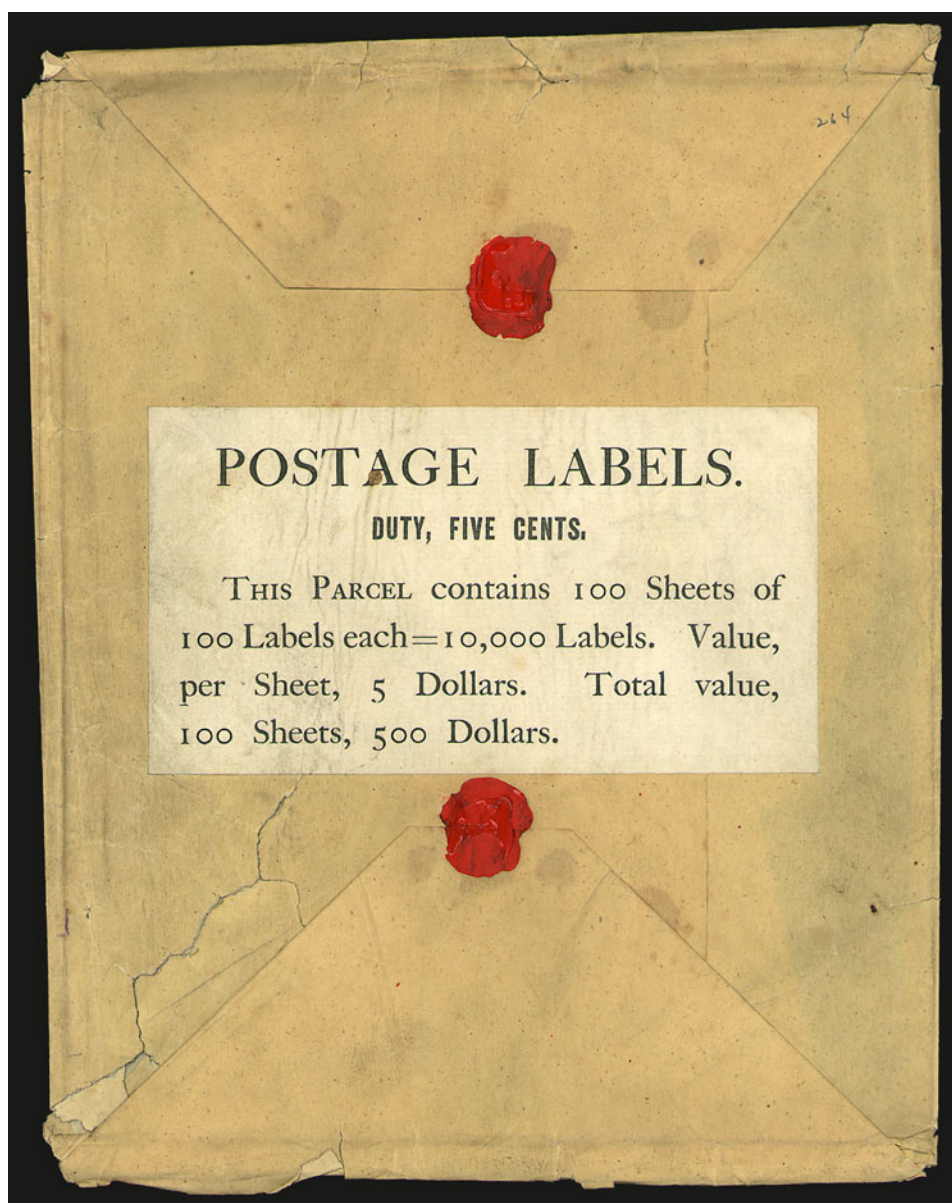 264
POSTAGE LABELS.
DUTY, FIVE CENTS.
THIS PARCEL contains 100 Sheets of
100 Labels each=10,000 Labels. Value,
per Sheet, 5 Dollars. Total value,
100 Sheets, 500 Dollars.